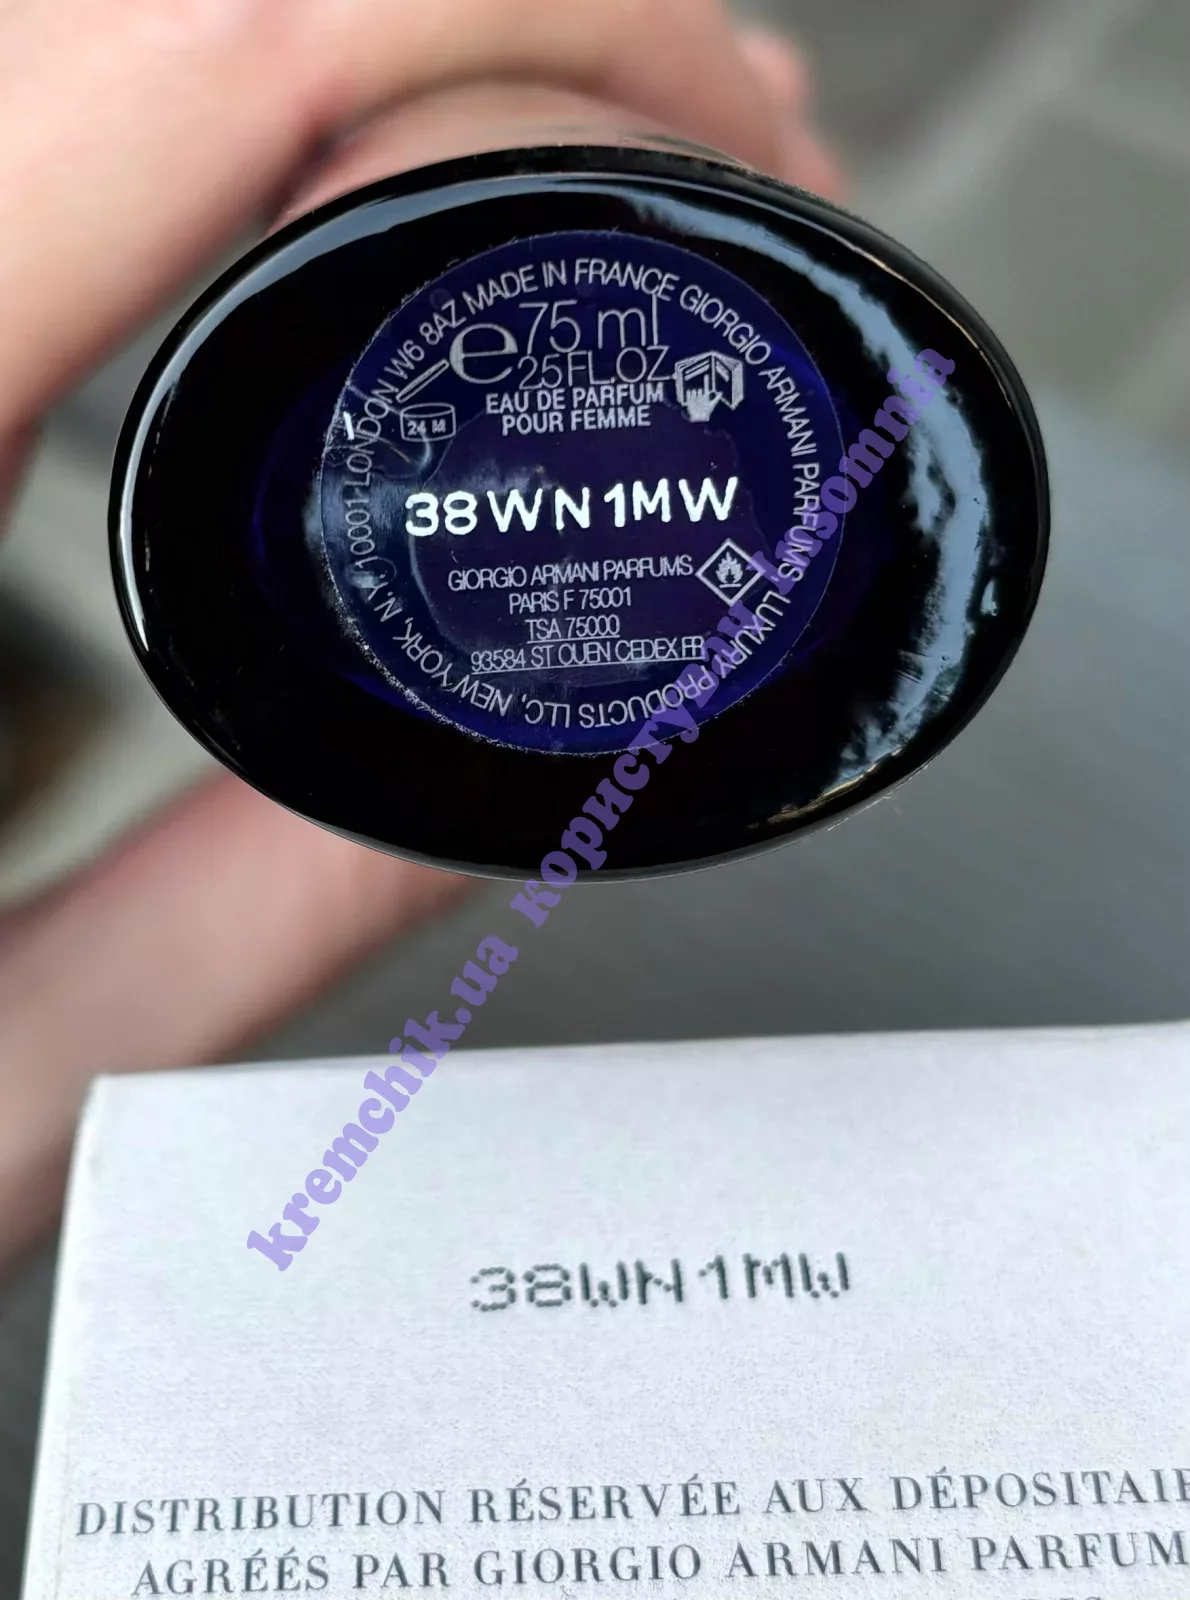 LONDON W6 8AZ MADE IN FRANCE GIORGIO ARMANI PARFUMS LUXURY PRODUCTS LLC, NEW YORK, N.Y. 10001
e 75 ml
2.5 FL.OZ
24 M
EAU DE PARFUM
POUR FEMME
38WN1MW
GIORGIO ARMANI PARFUMS
PARIS F 75001
TSA 75000
93584 ST OUEN CEDEX FR
kremchik.ua користувач Insomnia
38WN1MW
DISTRIBUTION RÉSERVÉE AUX DÉPOSITAI
AGRÉÉS PAR GIORGIO ARMANI PARFUM